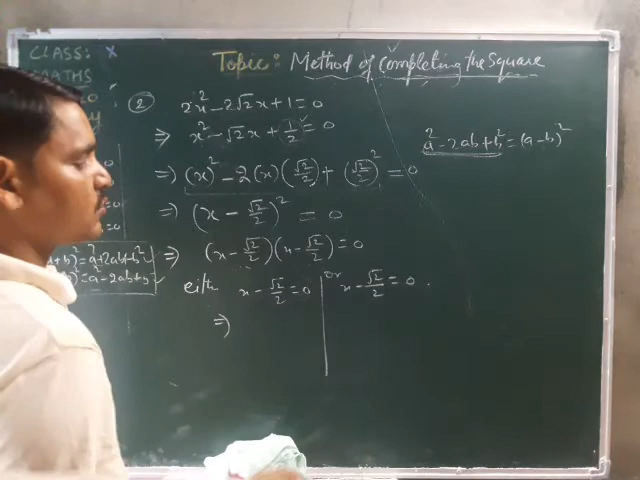 CLASS: X
MATHS
Topic: Method of completing the Square
② 2x² - 2√2x + 1 = 0
⇒ x² - √2x + 1/2 = 0
⇒ (x)² - 2(x)(√2/2) + (√2/2)² = 0
a² - 2ab + b² = (a - b)²
⇒ (x - √2/2)² = 0
⇒ (x - √2/2)(x - √2/2) = 0
+b)² = a² + 2ab + b²
)² = a² - 2ab + b²
eith x - √2/2 = 0 or x - √2/2 = 0
⇒